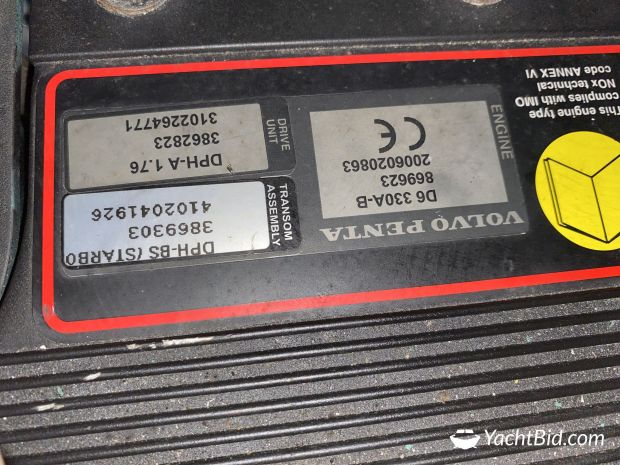 VOLVO PENTA
ENGINE
D6 330A-B
869623
2006020863
CE
TRANSOM
ASSEMBLY
DPH-BS (STARBO
3869303
4102041926
DRIVE
UNIT
DPH-A 1.76
3862823
3102264771
This engine type
complies with IMO
NOx technical
code ANNEX VI
YachtBid.com